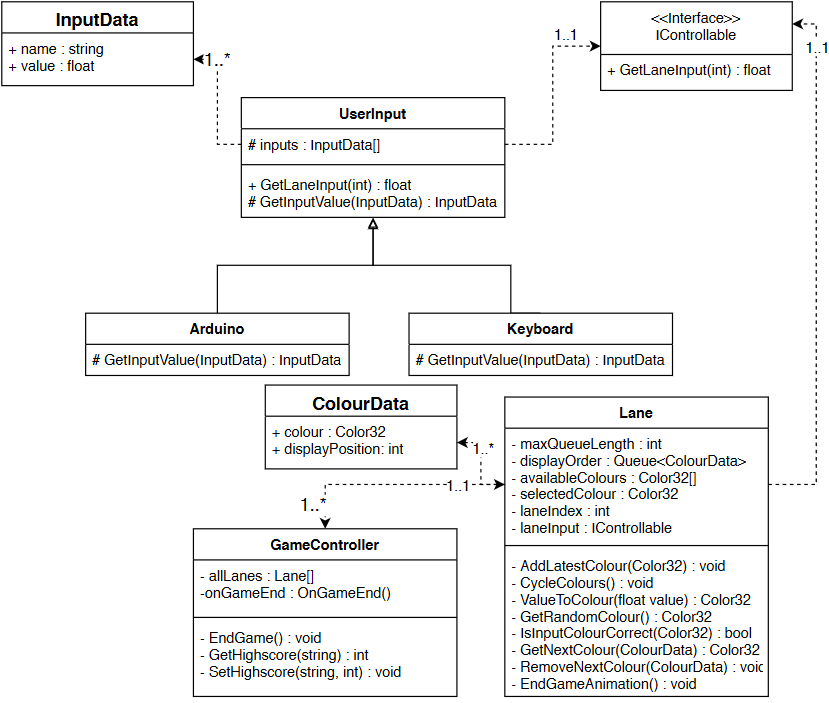 InputData
+ name : string
+ value : float
1..*
<<Interface>>
IControllable
+ GetLaneInput(int) : float
1..1
1..1
UserInput
# inputs : InputData[]
+ GetLaneInput(int) : float
# GetInputValue(InputData) : InputData
Arduino
# GetInputValue(InputData) : InputData
Keyboard
# GetInputValue(InputData) : InputData
ColourData
+ colour : Color32
+ displayPosition: int
1..*
1..1
1..*
Lane
- maxQueueLength : int
- displayOrder : Queue<ColourData>
- availableColours : Color32[]
- selectedColour : Color32
- laneIndex : int
- laneInput : IControllable
- AddLatestColour(Color32) : void
- CycleColours() : void
- ValueToColour(float value) : Color32
- GetRandomColour() : Color32
- IsInputColourCorrect(Color32) : bool
- GetNextColour(ColourData) : Color32
- RemoveNextColour(ColourData) : void
- EndGameAnimation() : void
GameController
- allLanes : Lane[]
-onGameEnd : OnGameEnd()
- EndGame() : void
- GetHighscore(string) : int
- SetHighscore(string, int) : void